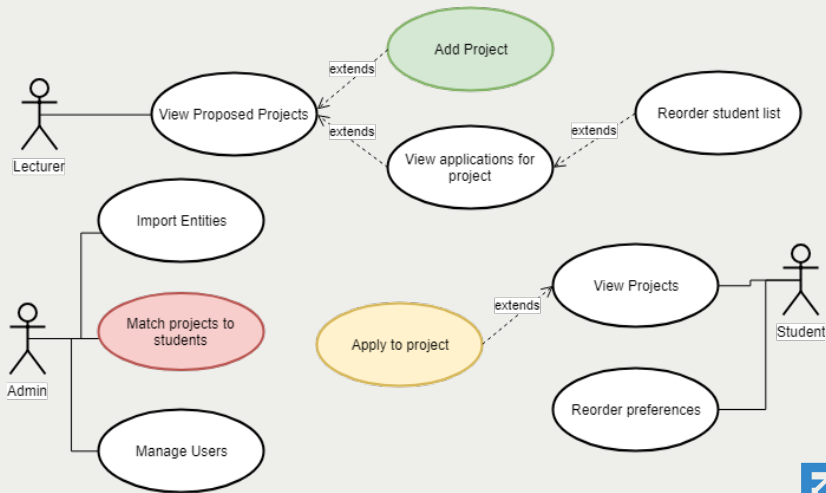 Add Project
extends
View Proposed Projects
extends
Reorder student list
extends
View applications for
project
Lecturer
Import Entities
View Projects
extends
Match projects to
students
Apply to project
Student
Admin
Reorder preferences
Manage Users